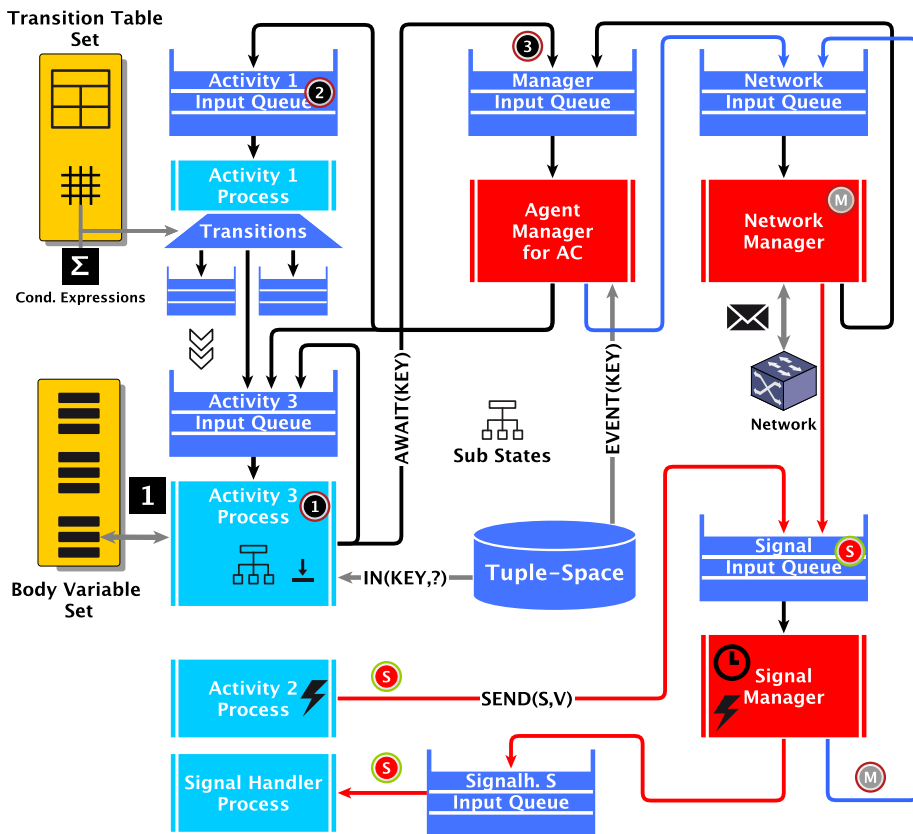 Transition Table
Set
Σ
Cond. Expressions
Activity 1
Input Queue
2
Activity 1
Process
Transitions
3
Manager
Input Queue
Agent
Manager
for AC
Network
Input Queue
M
Network
Manager
Network
AWAIT(KEY)
EVENT(KEY)
Sub States
Activity 3
Input Queue
1
Body Variable
Set
Activity 3
Process
1
IN(KEY,?)
Tuple-Space
Signal
Input Queue
S
Activity 2
Process
S
SEND(S,V)
Signal
Manager
Signal Handler
Process
S
Signalh. S
Input Queue
M